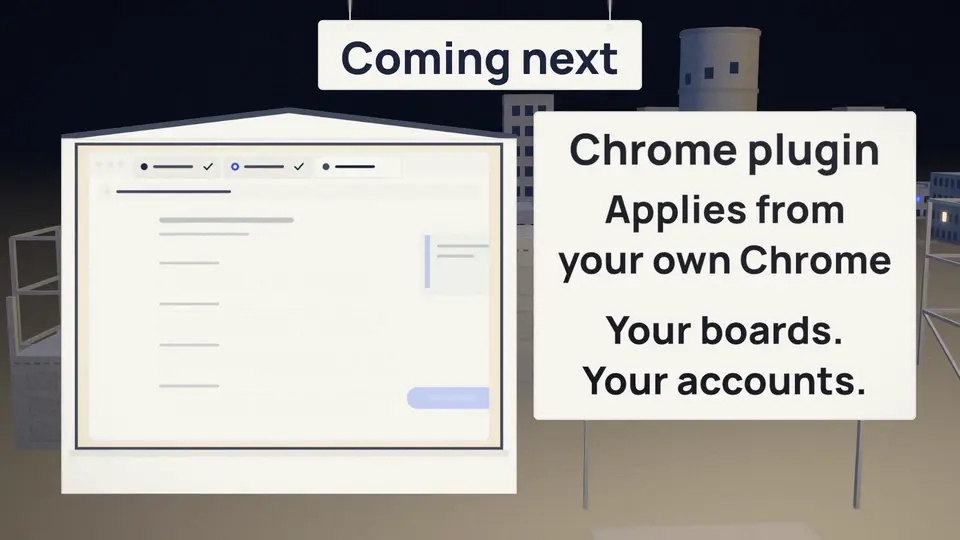 Coming next
Chrome plugin
Applies from
your own Chrome
Your boards.
Your accounts.